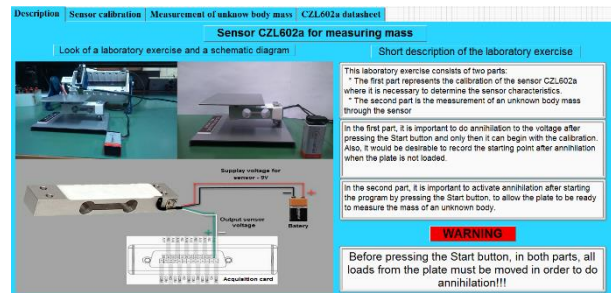 Description Sensor calibration Measurement of unknow body mass CZL602a datasheet
Sensor CZL602a for measuring mass
Look of a laboratory exercise and a schematic diagram
Short description of the laboratory exercise
This laboratory exercise consists of two parts:
* The first part represents the calibration of the sensor CZL602a
where it is necessary to determine the sensor characteristics.
* The second part is the measurement of an unknown body mass
through the sensor
In the first part, it is important to do annihilation to the voltage after
pressing the Start button and only then it can begin with the calibration.
Also, it would be desirable to record the starting point after annihilation
when the plate is not loaded.
In the second part, it is important to activate annihilation after starting
the program by pressing the Start button, to allow the plate to be ready
to measure the mass of an unknown body.
WARNING
Before pressing the Start button, in both parts, all
loads from the plate must be moved in order to do
annihilation!!!
Supplay voltage for
sensor - 9V
Output sensor
voltage
Batery
Acquisition card